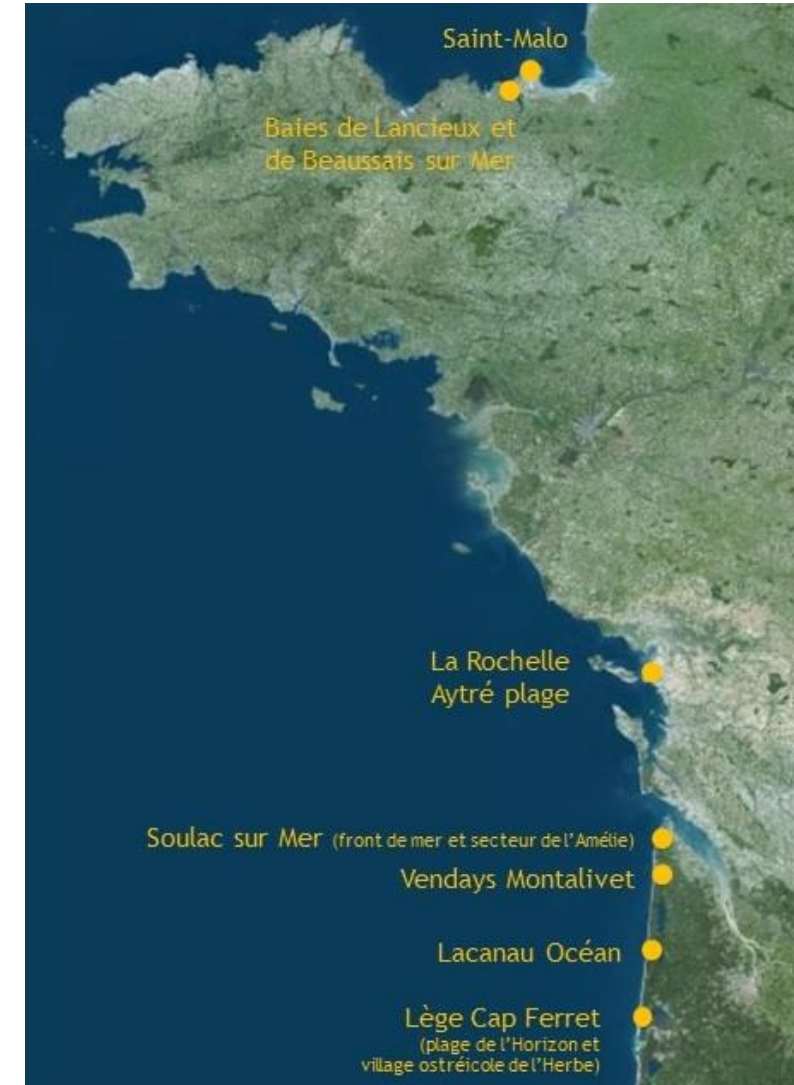 Saint-Malo
Baies de Lancieux et
de Beaussais sur Mer
La Rochelle
Aytré plage
Soulac sur Mer (front de mer et secteur de l'Amélie)
Vendays Montalivet
Lacanau Océan
Lège Cap Ferret
(plage de l'Horizon et
village ostréicole de l'Herbe)